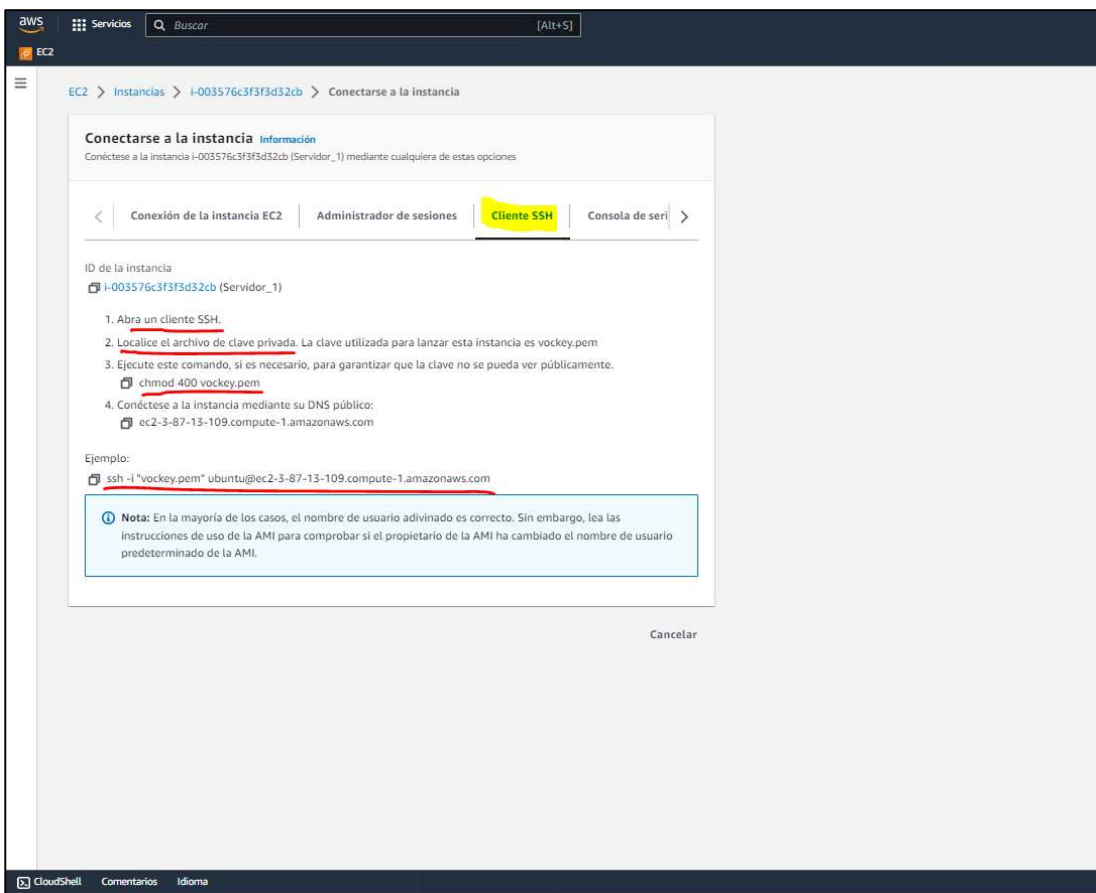 aws
Servicios
Buscar
[Alt+S]
EC2
EC2 > Instancias > i-003576c3f3f3d32cb > Conectarse a la instancia
Conectarse a la instancia Información
Conéctese a la instancia i-003576c3f3f3d32cb (Servidor_1) mediante cualquiera de estas opciones
Conexión de la instancia EC2
Administrador de sesiones
Cliente SSH
Consola de seri
ID de la instancia
i-003576c3f3f3d32cb (Servidor_1)
1. Abra un cliente SSH.
2. Localice el archivo de clave privada. La clave utilizada para lanzar esta instancia es vockey.pem
3. Ejecute este comando, si es necesario, para garantizar que la clave no se pueda ver públicamente.
chmod 400 vockey.pem
4. Conéctese a la instancia mediante su DNS público:
ec2-3-87-13-109.compute-1.amazonaws.com
Ejemplo:
ssh -i "vockey.pem" ubuntu@ec2-3-87-13-109.compute-1.amazonaws.com
Nota: En la mayoría de los casos, el nombre de usuario adivinado es correcto. Sin embargo, lea las
instrucciones de uso de la AMI para comprobar si el propietario de la AMI ha cambiado el nombre de usuario
predeterminado de la AMI.
Cancelar
CloudShell
Comentarios
Idioma